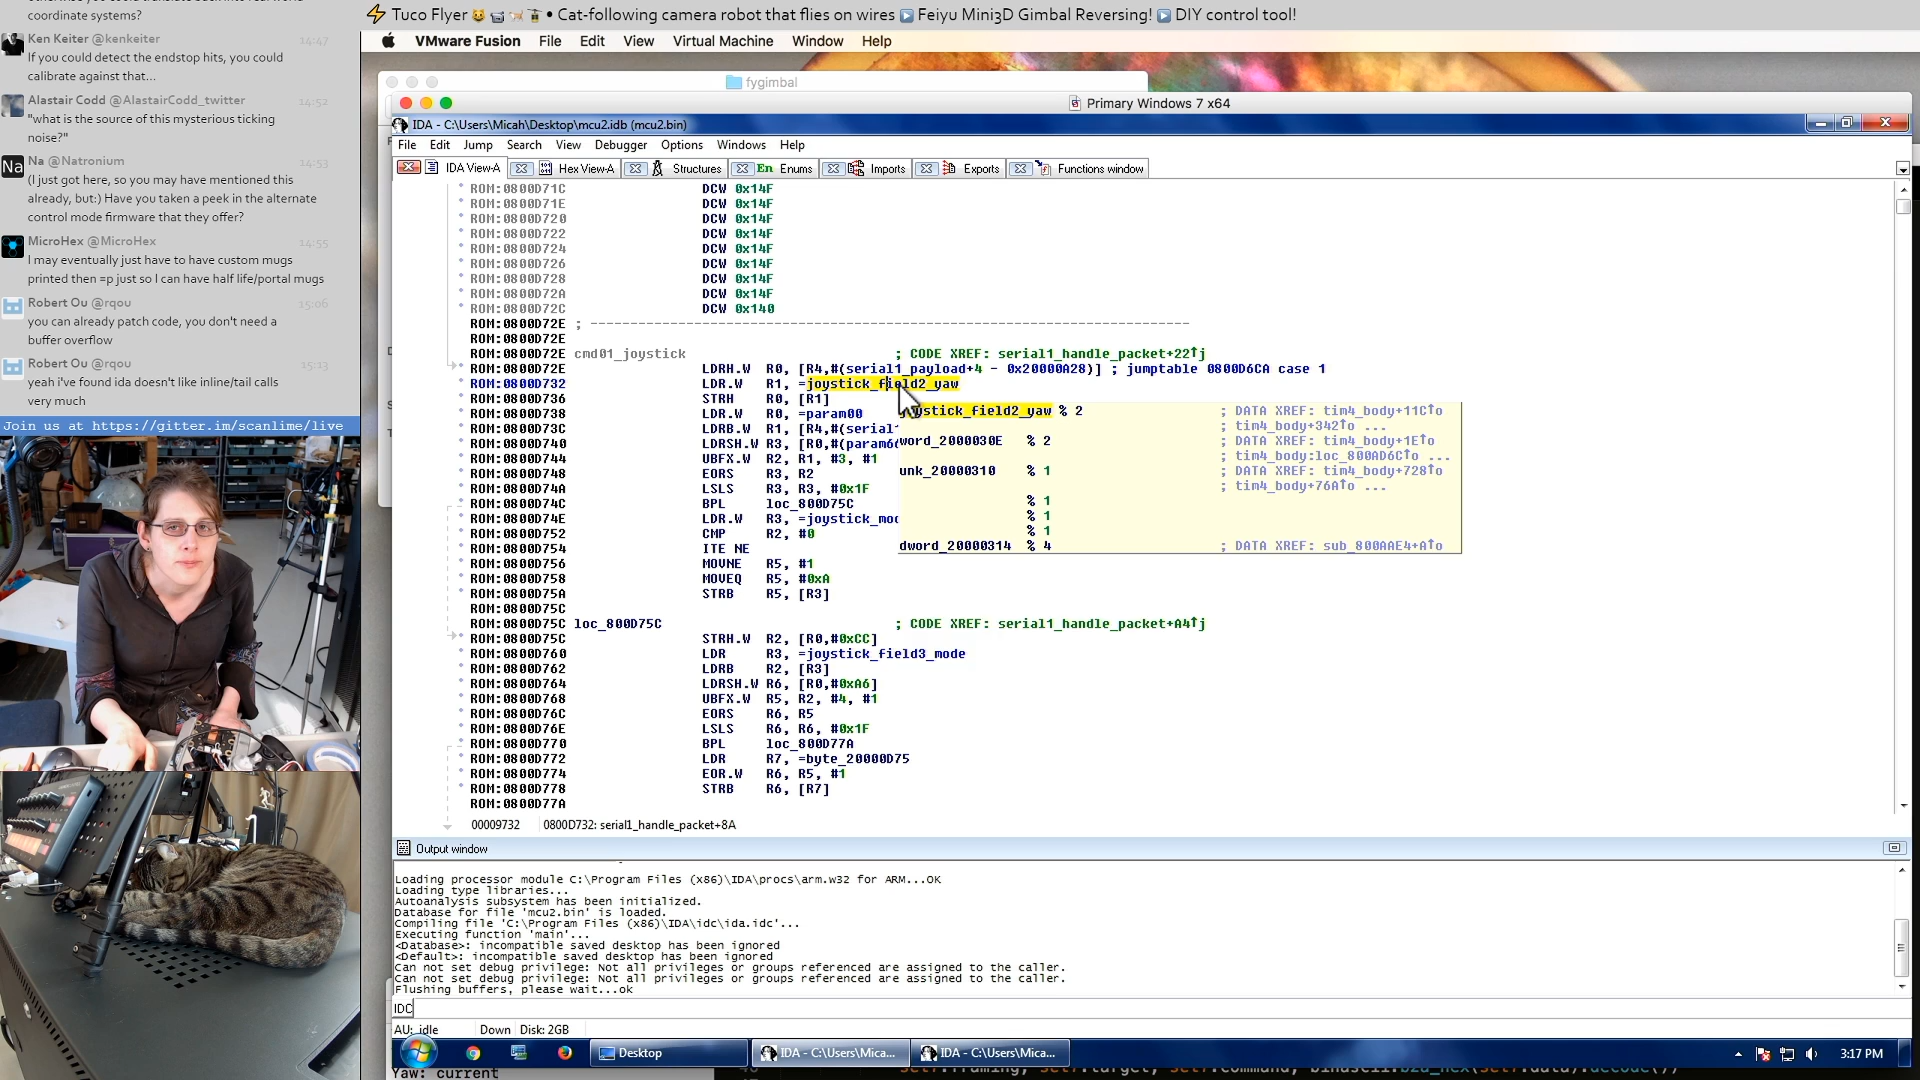 Tuco Flyer • Cat-following camera robot that flies on wires Feiyu Mini3D Gimbal Reversing! DIY control tool!
coordinate systems?
Ken Keiter @kenkeiter 14:47
If you could detect the endstop hits, you could
calibrate against that...
Alastair Codd @AlastairCodd_twitter 14:52
"what is the source of this mysterious ticking
noise?"
Na
Na @Natronium 14:53
(I just got here, so you may have mentioned this
already, but:) Have you taken a peek in the alternate
control mode firmware that they offer?
MicroHex @MicroHex 14:55
I may eventually just have to have custom mugs
printed then =p just so I can have half life/portal mugs
Robert Ou @rqou 15:06
you can already patch code, you don't need a
buffer overflow
Robert Ou @rqou 15:13
yeah i've found ida doesn't like inline/tail calls
very much
Join us at https://gitter.im/scanlime/live
VMware Fusion File Edit View Virtual Machine Window Help
fygimbal
Primary Windows 7 x64
IDA - C:\Users\Micah\Desktop\mcu2.idb (mcu2.bin)
File Edit Jump Search View Debugger Options Windows Help
IDA View-A Hex View-A Structures En Enums Imports Exports Functions window
ROM:0800D71C DCW 0x14F
ROM:0800D71E DCW 0x14F
ROM:0800D720 DCW 0x14F
ROM:0800D722 DCW 0x14F
ROM:0800D724 DCW 0x14F
ROM:0800D726 DCW 0x14F
ROM:0800D728 DCW 0x14F
ROM:0800D72A DCW 0x14F
ROM:0800D72C DCW 0x140
ROM:0800D72E ; ---------------------------------------------------------------------------
ROM:0800D72E
ROM:0800D72E cmd01_joystick ; CODE XREF: serial1_handle_packet+22↑j
ROM:0800D72E LDRH.W R0, [R4,#(serial1_payload+4 - 0x20000A28)] ; jumptable 0800D6CA case 1
ROM:0800D732 LDR.W R1, =joystick_field2_yaw
ROM:0800D736 STRH R0, [R1]
ROM:0800D738 LDR.W R0, =param00
ROM:0800D73C LDRB.W R1, [R4,#(serial
ROM:0800D740 LDRSH.W R3, [R0,#(param6
ROM:0800D744 UBFX.W R2, R1, #3, #1
ROM:0800D748 EORS R3, R2
ROM:0800D74A LSLS R3, R3, #0x1F
ROM:0800D74C BPL loc_800D75C
ROM:0800D74E LDR.W R3, =joystick_mo
ROM:0800D752 CMP R2, #0
ROM:0800D754 ITE NE
ROM:0800D756 MOVNE R5, #1
ROM:0800D758 MOVEQ R5, #0xA
ROM:0800D75A STRB R5, [R3]
ROM:0800D75C
ROM:0800D75C loc_800D75C ; CODE XREF: serial1_handle_packet+A4↑j
ROM:0800D75C STRH.W R2, [R0,#0xCC]
ROM:0800D760 LDR R3, =joystick_field3_mode
ROM:0800D762 LDRB R2, [R3]
ROM:0800D764 LDRSH.W R6, [R0,#0xA6]
ROM:0800D768 UBFX.W R5, R2, #4, #1
ROM:0800D76C EORS R6, R5
ROM:0800D76E LSLS R6, R6, #0x1F
ROM:0800D770 BPL loc_800D77A
ROM:0800D772 LDR R7, =byte_20000D75
ROM:0800D774 EOR.W R6, R5, #1
ROM:0800D778 STRB R6, [R7]
ROM:0800D77A
ystick_field2_yaw % 2 ; DATA XREF: tim4_body+11C↑o
; tim4_body+342↑o ...
word_2000030E % 2 ; DATA XREF: tim4_body+1E↑o
; tim4_body:loc_800AD6C↑o ...
unk_20000310 % 1 ; DATA XREF: tim4_body+728↑o
; tim4_body+76A↑o ...
% 1
% 1
% 1
dword_20000314 % 4 ; DATA XREF: sub_800AAE4+A↑o
00009732 0800D732: serial1_handle_packet+8A
Output window
Loading processor module C:\Program Files (x86)\IDA\procs\arm.w32 for ARM...OK
Loading type libraries...
Autoanalysis subsystem has been initialized.
Database for file 'mcu2.bin' is loaded.
Compiling file 'C:\Program Files (x86)\IDA\idc\ida.idc'...
Executing function 'main'...
<Database>: incompatible saved desktop has been ignored
<Default>: incompatible saved desktop has been ignored
Can not set debug privilege: Not all privileges or groups referenced are assigned to the caller.
Can not set debug privilege: Not all privileges or groups referenced are assigned to the caller.
Flushing buffers, please wait...ok
IDC
AU: idle Down Disk: 2GB
Desktop IDA - C:\Users\Mica... IDA - C:\Users\Mica... 3:17 PM
Yaw: current